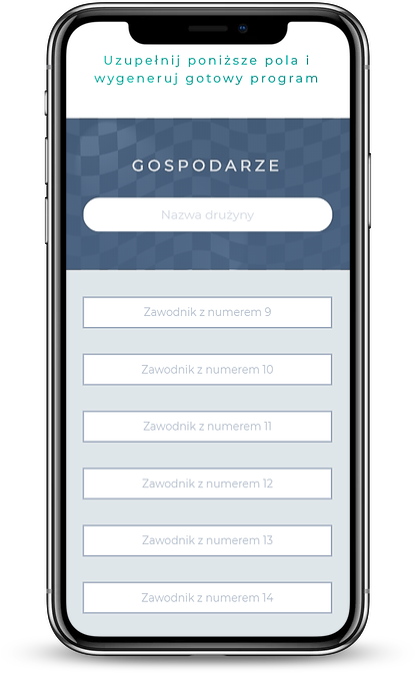 Uzupełnij poniższe pola i
wygeneruj gotowy program
GOSPODARZE
Nazwa drużyny
Zawodnik z numerem 9
Zawodnik z numerem 10
Zawodnik z numerem 11
Zawodnik z numerem 12
Zawodnik z numerem 13
Zawodnik z numerem 14